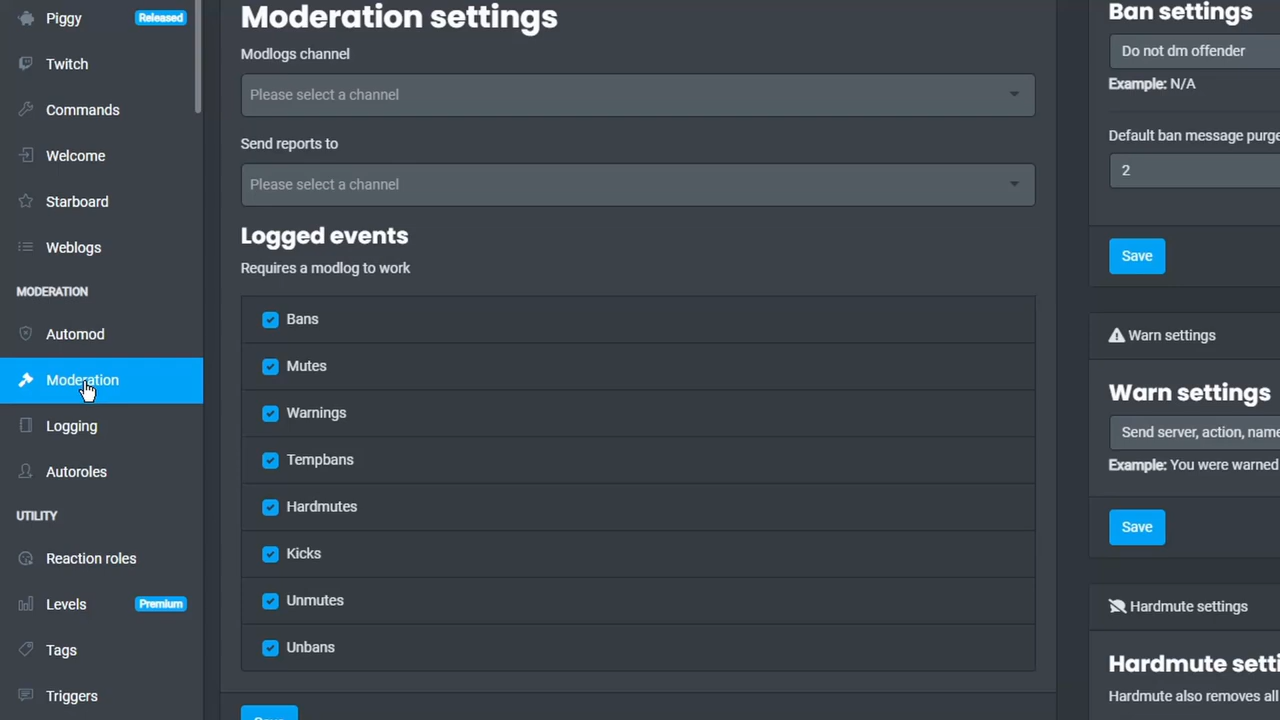 Piggy
Released
Twitch
Commands
Welcome
Starboard
Weblogs
MODERATION
Automod
Moderation
Logging
Autoroles
UTILITY
Reaction roles
Levels
Premium
Tags
Triggers
Moderation settings
Modlogs channel
Please select a channel
Send reports to
Please select a channel
Logged events
Requires a modlog to work
Bans
Mutes
Warnings
Tempbans
Hardmutes
Kicks
Unmutes
Unbans
Save
Ban settings
Do not dm offender
Example: N/A
Default ban message purge
2
Save
Warn settings
Warn settings
Send server, action, name
Example: You were warned
Save
Hardmute settings
Hardmute setti
Hardmute also removes all